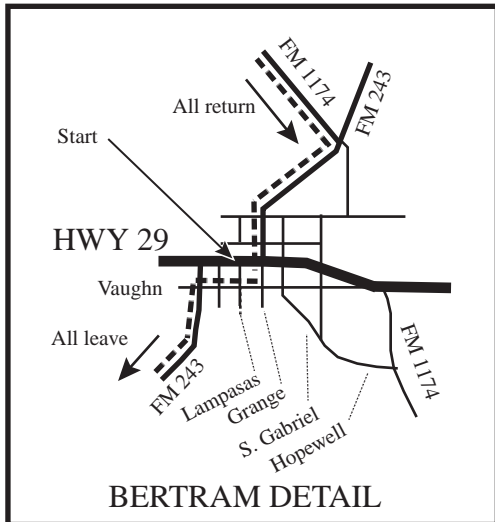 FM 1174
FM 243
All return
Start
HWY 29
Vaughn
All leave
FM 243
Lampasas
Grange
S. Gabriel
Hopewell
FM 1174
BERTRAM DETAIL